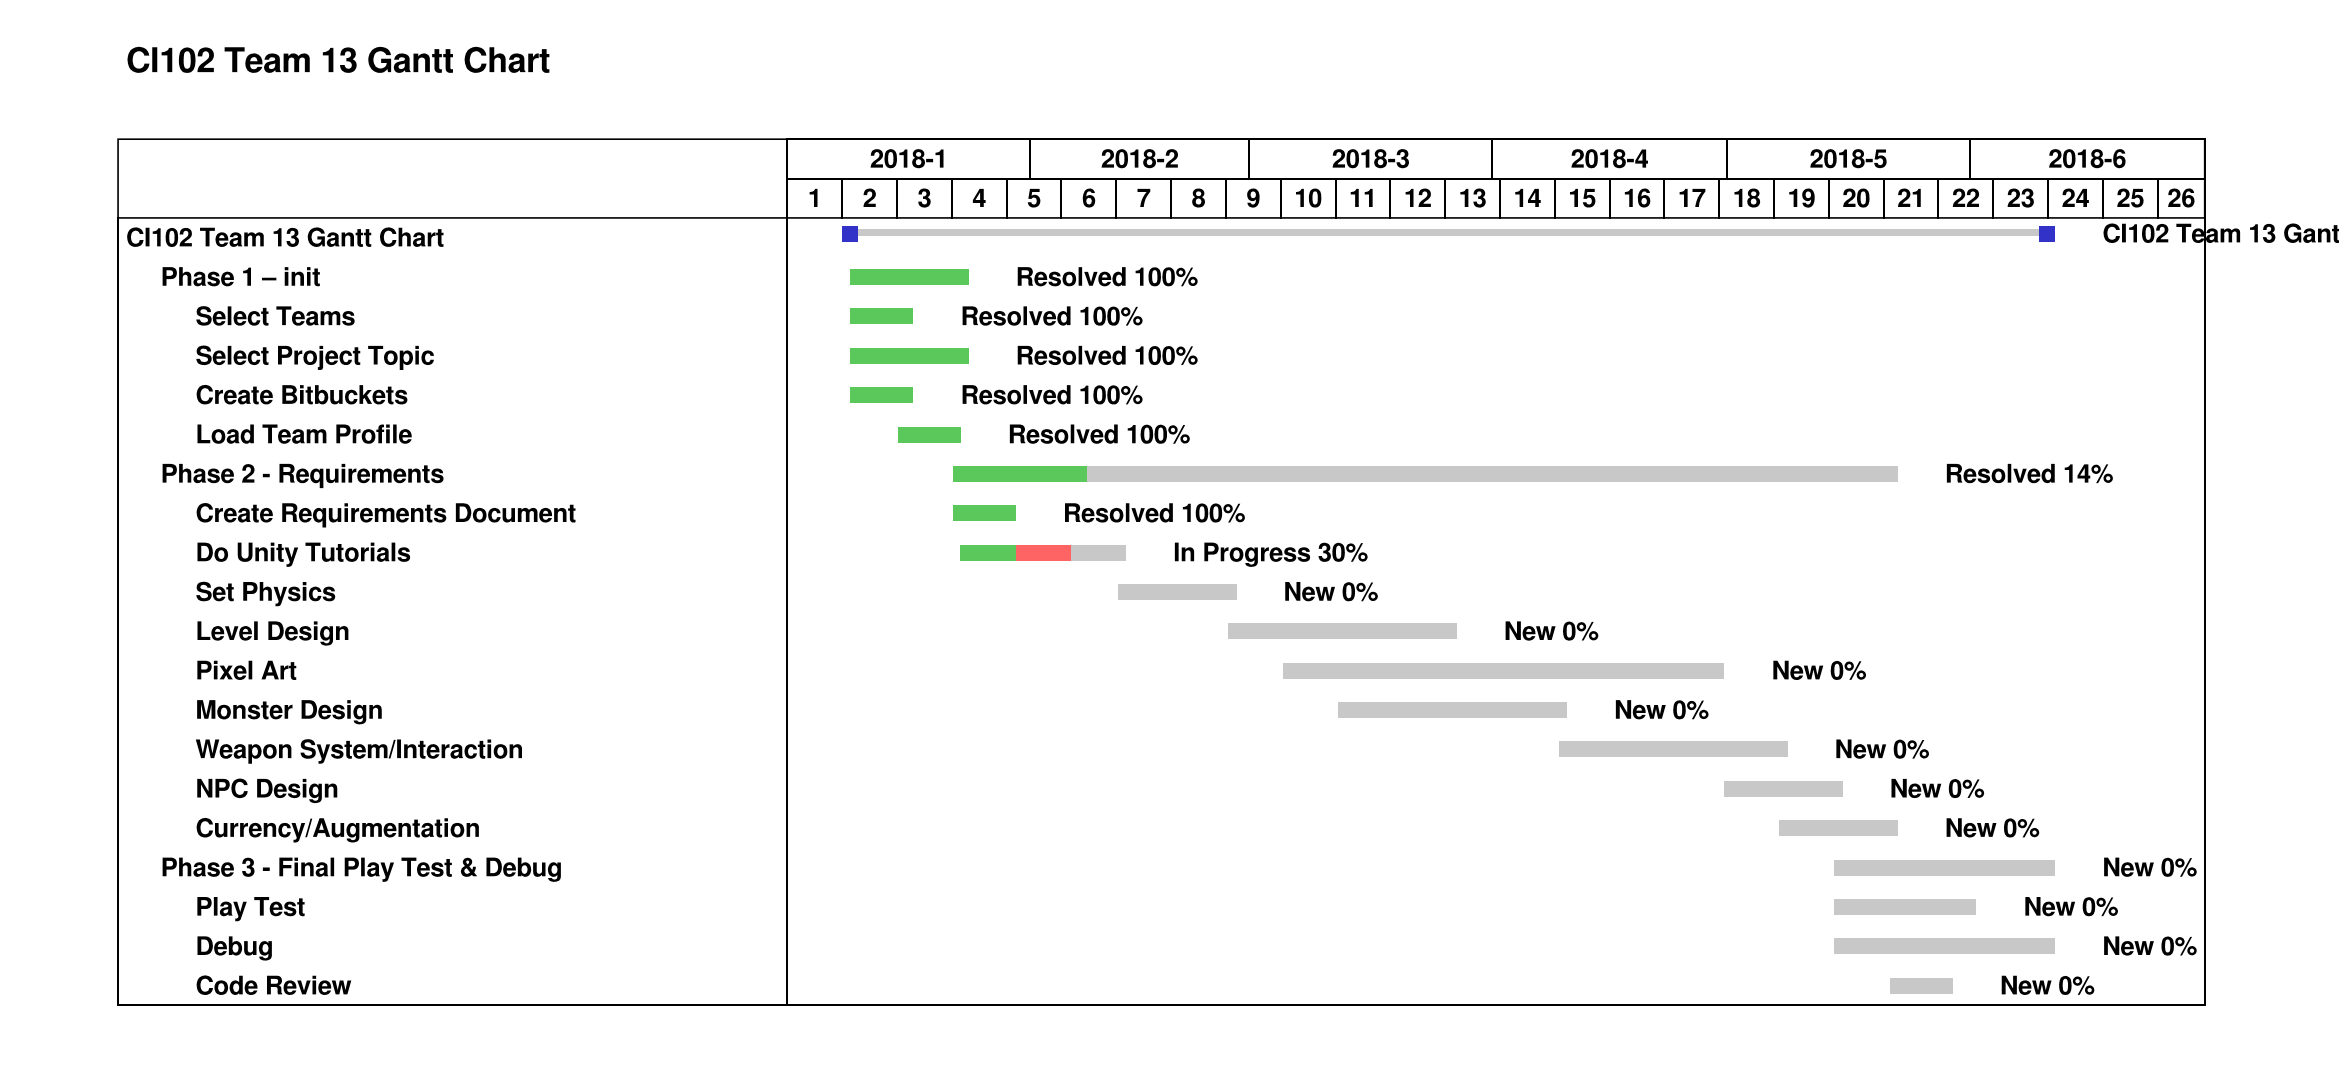 CI102 Team 13 Gantt Chart
2018-1 2018-2 2018-3 2018-4 2018-5 2018-6
1 2 3 4 5 6 7 8 9 10 11 12 13 14 15 16 17 18 19 20 21 22 23 24 25 26
CI102 Team 13 Gantt Chart CI102 Team 13 Gant
Phase 1 – init Resolved 100%
Select Teams Resolved 100%
Select Project Topic Resolved 100%
Create Bitbuckets Resolved 100%
Load Team Profile Resolved 100%
Phase 2 - Requirements Resolved 14%
Create Requirements Document Resolved 100%
Do Unity Tutorials In Progress 30%
Set Physics New 0%
Level Design New 0%
Pixel Art New 0%
Monster Design New 0%
Weapon System/Interaction New 0%
NPC Design New 0%
Currency/Augmentation New 0%
Phase 3 - Final Play Test & Debug New 0%
Play Test New 0%
Debug New 0%
Code Review New 0%